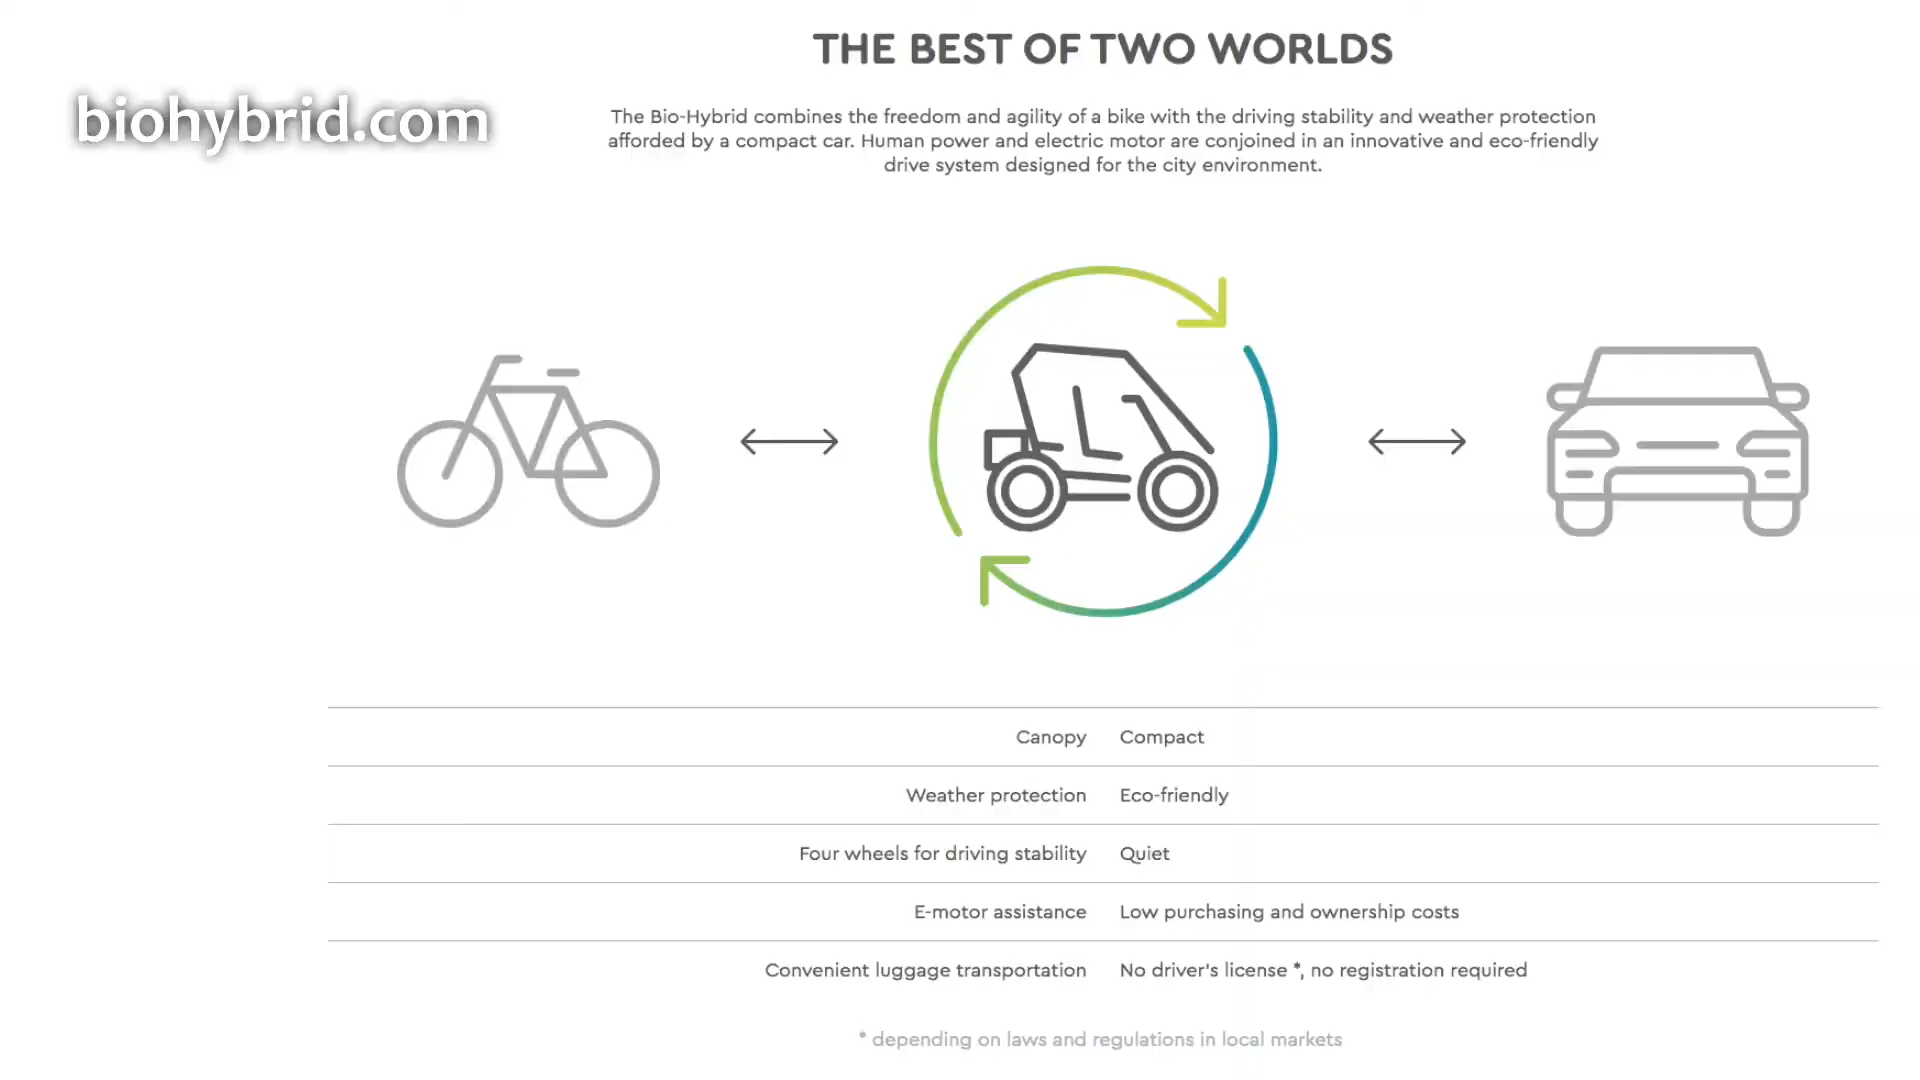 THE BEST OF TWO WORLDS
biohybrid.com
The Bio-Hybrid combines the freedom and agility of a bike with the driving stability and weather protection
afforded by a compact car. Human power and electric motor are conjoined in an innovative and eco-friendly
drive system designed for the city environment.
Canopy Compact
Weather protection Eco-friendly
Four wheels for driving stability Quiet
E-motor assistance Low purchasing and ownership costs
Convenient luggage transportation No driver's license *, no registration required
* depending on laws and regulations in local markets